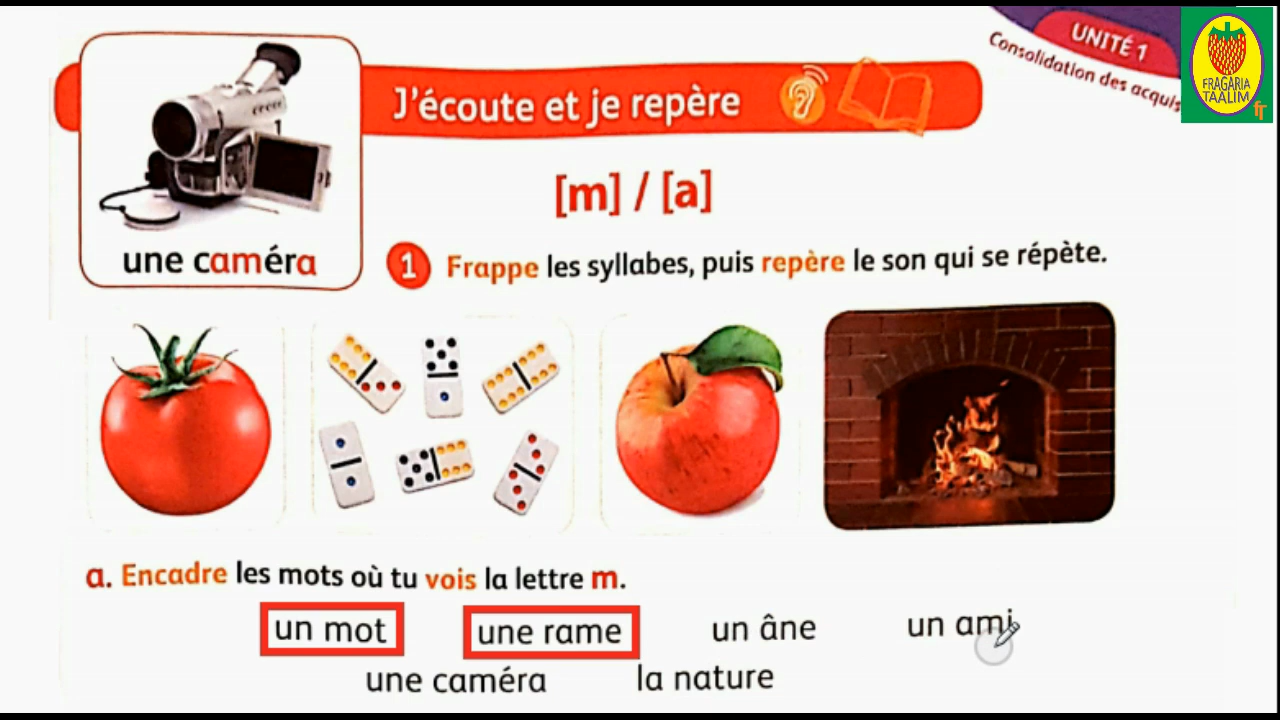 UNITÉ 1
Consolidation des acquis
FRAGARIA
TAALIM
fT
J'écoute et je repère
[m] / [a]
une caméra
1 Frappe les syllabes, puis repère le son qui se répète.
a. Encadre les mots où tu vois la lettre m.
un mot une rame un âne un ami
une caméra la nature